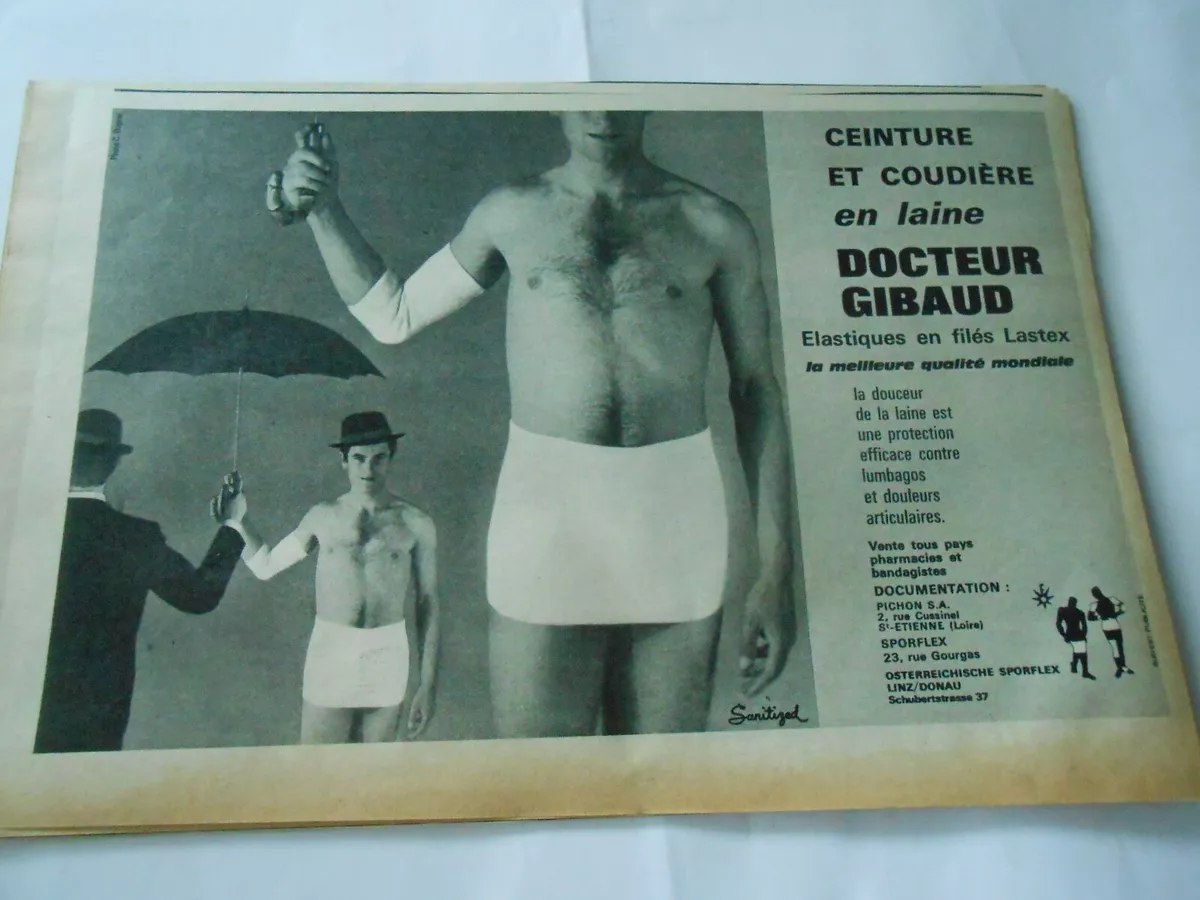 CEINTURE
ET COUDIÈRE
en laine
DOCTEUR
GIBAUD
Elastiques en filés Lastex
la meilleure qualité mondiale
la douceur
de la laine est
une protection
efficace contre
lumbagos
et douleurs
articulaires.
Vente tous pays
pharmacies et
bandagistes
DOCUMENTATION :
PICHON S.A.
2, rue Cussinel
St-ETIENNE (Loire)
SPORFLEX
23, rue Gourgas
OSTERREICHISCHE SPORFLEX
LINZ/DONAU
Schubertstrasse 37
Sanitized
PUBLICITÉ